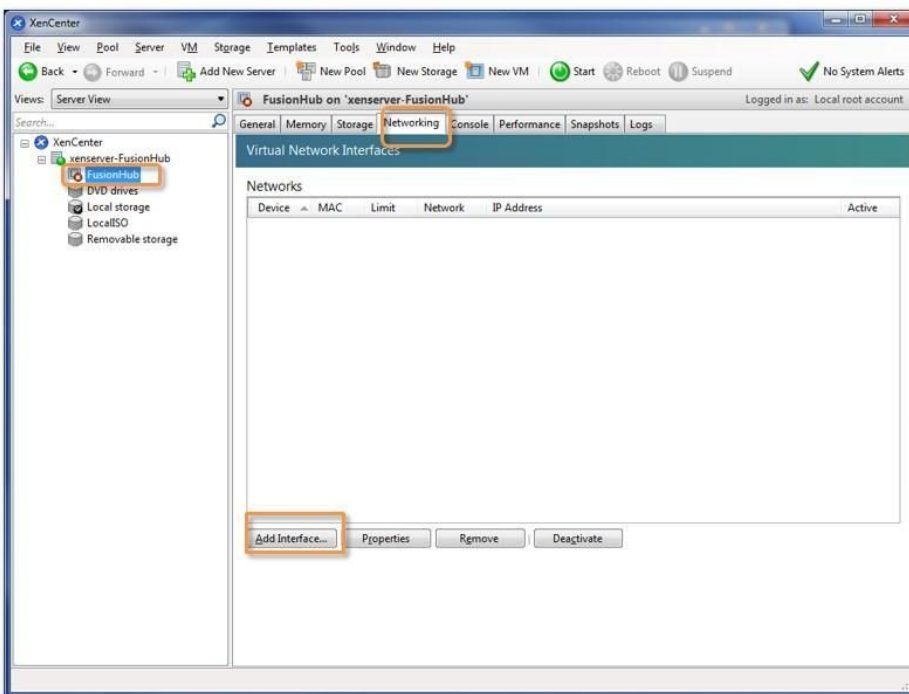 XenCenter
File View Pool Server VM Storage Templates Tools Window Help
Back Forward Add New Server New Pool New Storage New VM Start Reboot Suspend No System Alerts
Views: Server View FusionHub on 'xenserver-FusionHub' Logged in as: Local root account
Search... General Memory Storage Networking Console Performance Snapshots Logs
XenCenter
xenserver-FusionHub
FusionHub
DVD drives
Local storage
LocalISO
Removable storage
Virtual Network Interfaces
Networks
Device MAC Limit Network IP Address Active
Add Interface... Properties Remove Deactivate